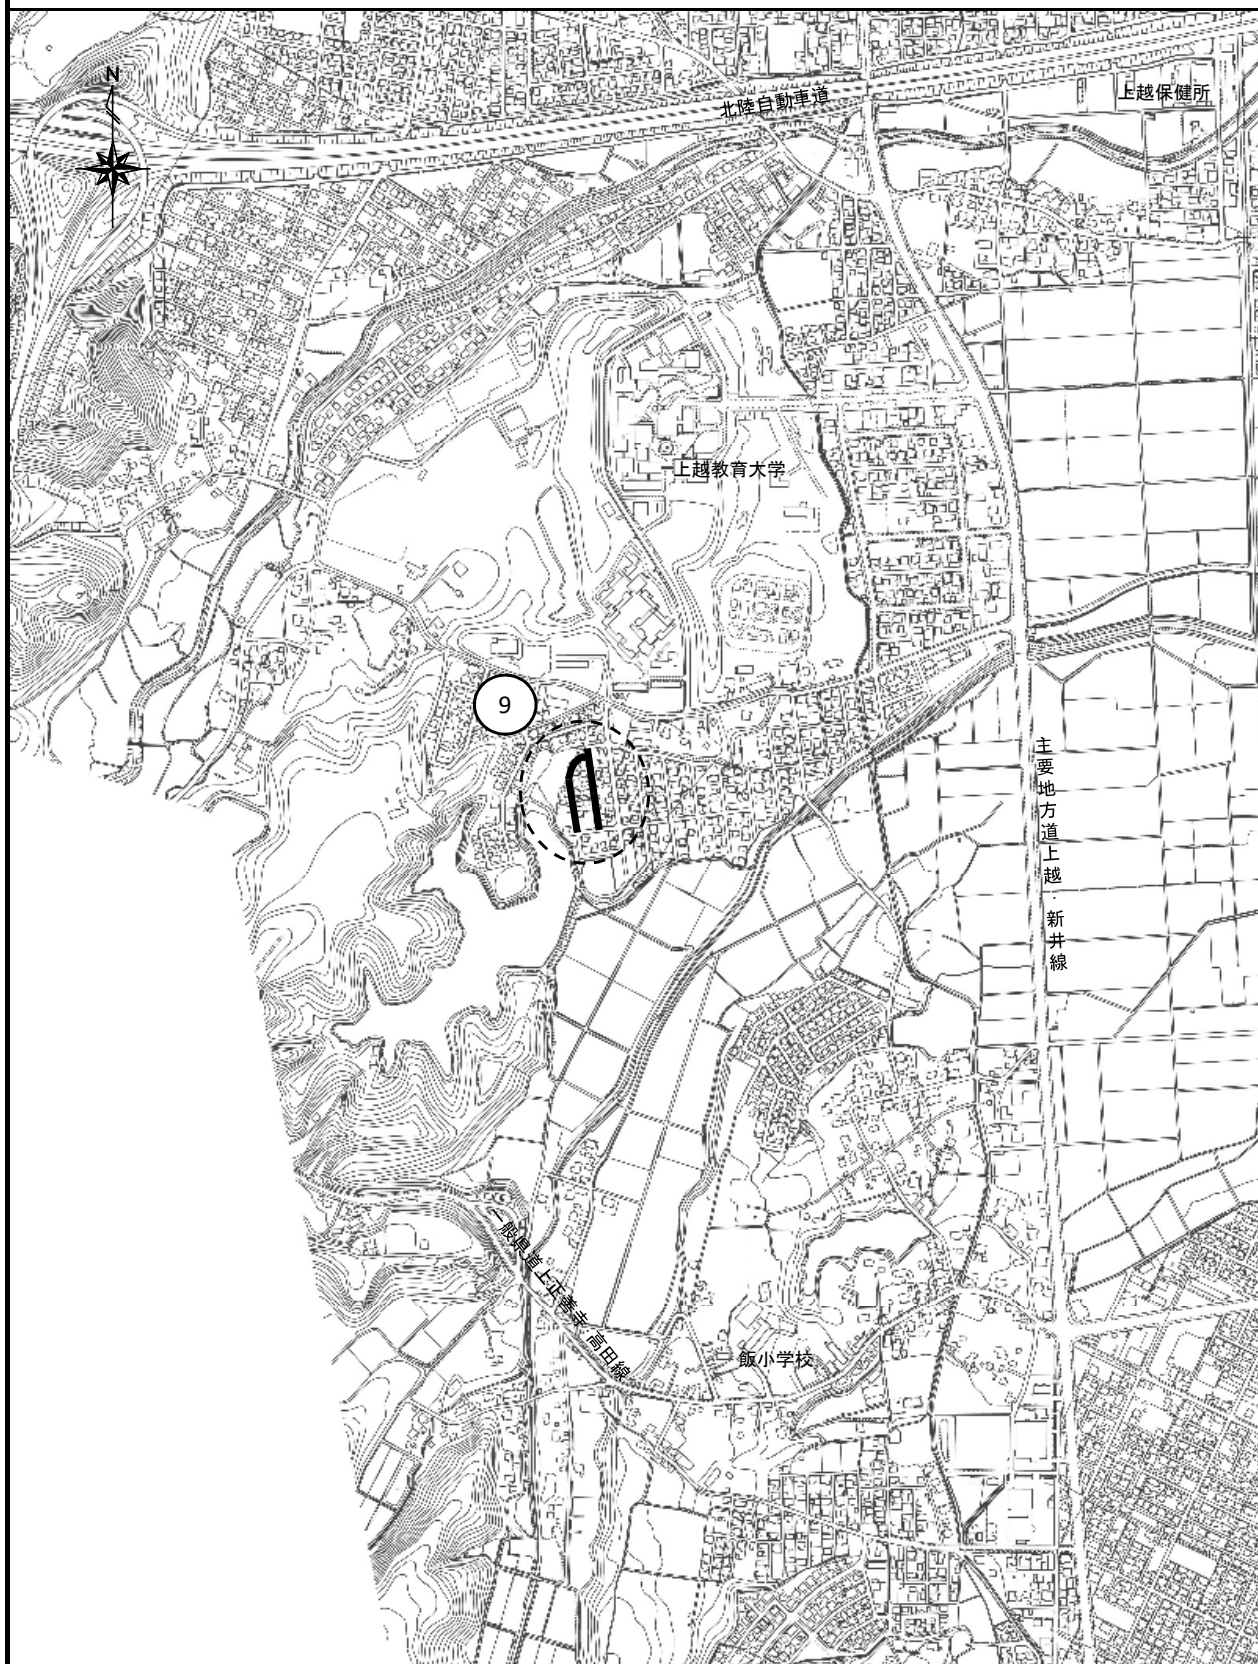 N
北陸自動車道
上越保健所
上越教育大学
9
主要地方道上越・新井線
一般県道上正善寺・高田線
飯小学校